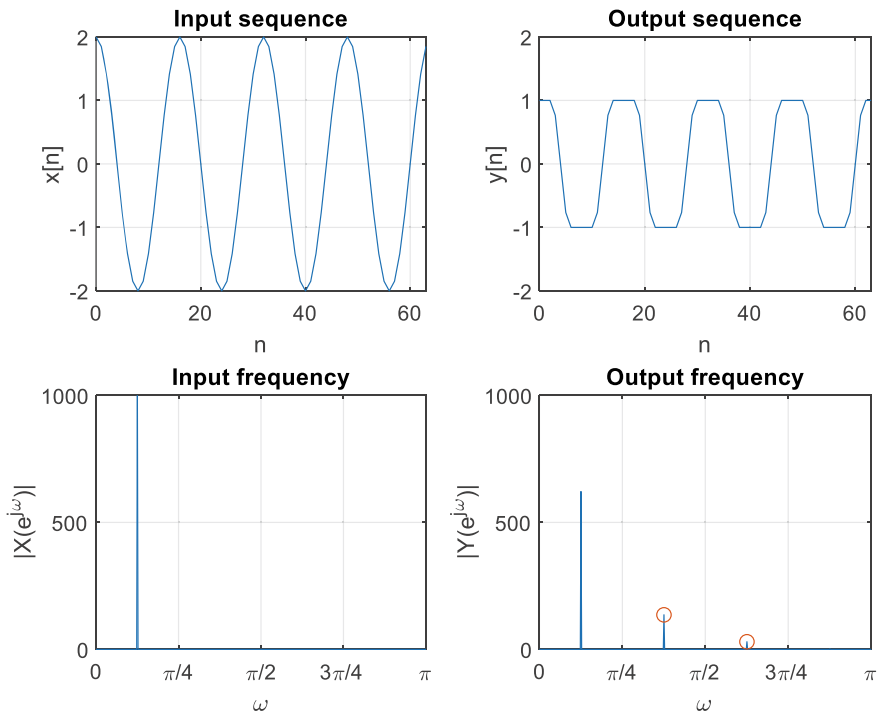 Input sequence
2
1
0
-1
-2
x[n]
0 20 40 60
n
Output sequence
2
1
0
-1
-2
y[n]
0 20 40 60
n
Input frequency
1000
500
0
|X(e^{jω})|
0 π/4 π/2 3π/4 π
ω
Output frequency
1000
500
0
|Y(e^{jω})|
0 π/4 π/2 3π/4 π
ω